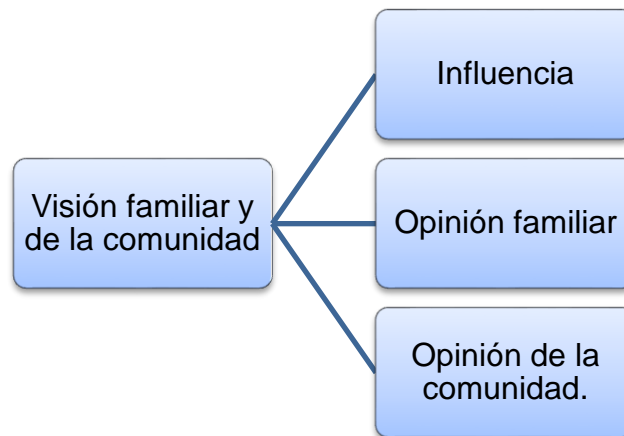 Influencia
Visión familiar y
de la comunidad
Opinión familiar
Opinión de la
comunidad.